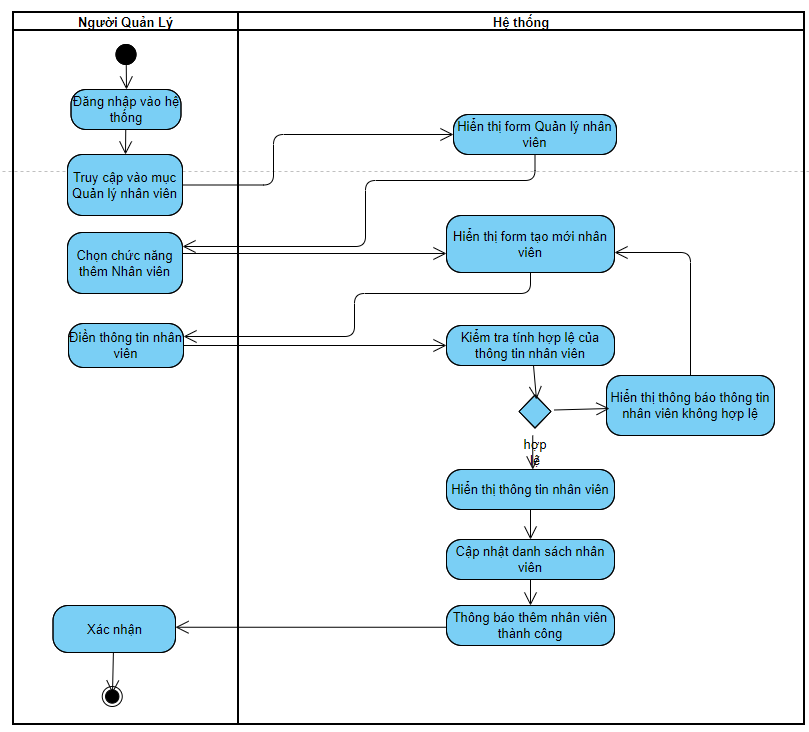 Người Quản Lý
Hệ thống
Đăng nhập vào hệ
thống
Hiển thị form Quản lý nhân
viên
Truy cập vào mục
Quản lý nhân viên
Chọn chức năng
thêm Nhân viên
Hiển thị form tạo mới nhân
viên
Điền thông tin nhân
viên
Kiểm tra tính hợp lệ của
thông tin nhân viên
Hiển thị thông báo thông tin
nhân viên không hợp lệ
hợp
lệ
Hiển thị thông tin nhân viên
Cập nhật danh sách nhân
viên
Thông báo thêm nhân viên
thành công
Xác nhận